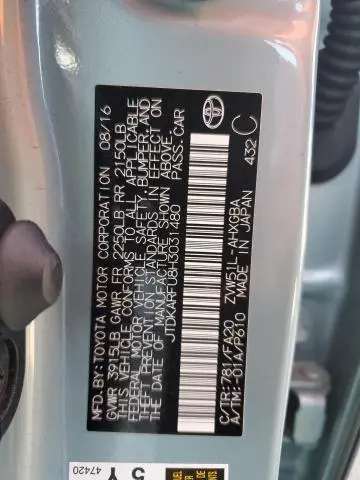 MFD.BY:TOYOTA MOTOR CORPORATION 08/16
GVWR 3915LB GAWR FR 2250LB RR 2150LB
THIS VEHICLE CONFORMS TO ALL APPLICABLE
FEDERAL MOTOR VEHICLE SAFETY, BUMPER, AND
THEFT PREVENTION STANDARDS IN EFFECT ON THE
DATE OF MANUFACTURE SHOWN ABOVE.
JTDKARFU8H3031480 PASS.CAR
C/TR:781/FA20 ZVW51L-AHXGBA
A/TM:-01A/P610 MADE IN JAPAN
432 C
TOYOTA
47420
5Y